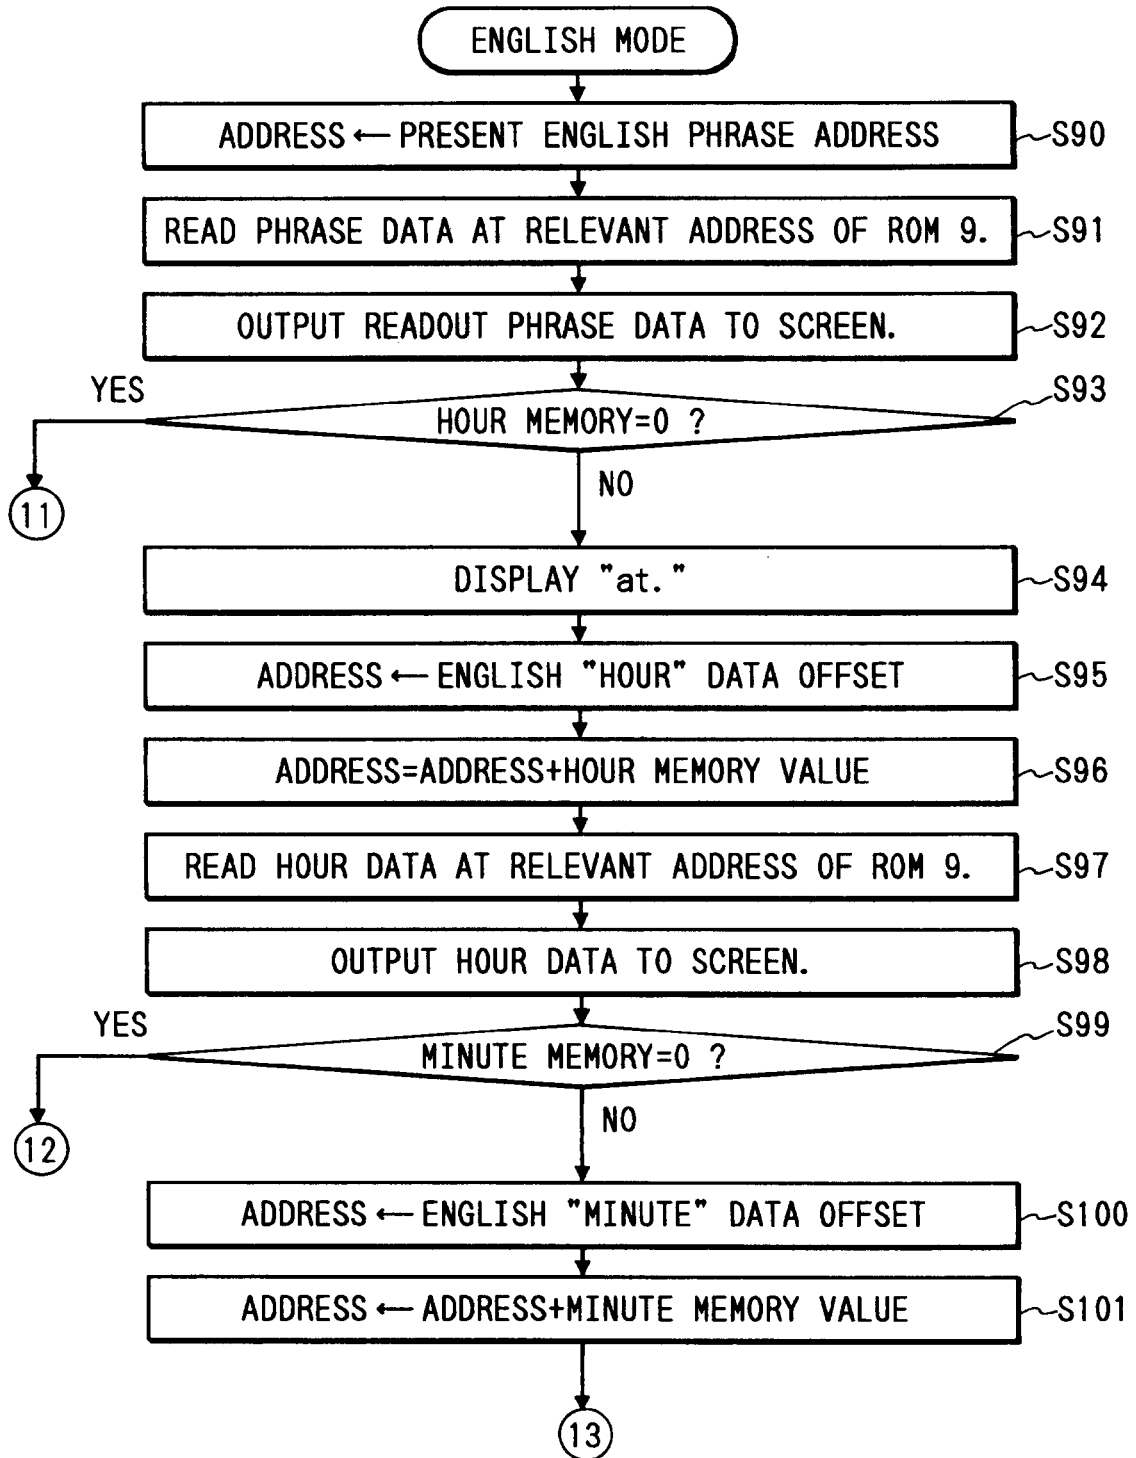 ENGLISH MODE
ADDRESS ← PRESENT ENGLISH PHRASE ADDRESS S90
READ PHRASE DATA AT RELEVANT ADDRESS OF ROM 9. S91
OUTPUT READOUT PHRASE DATA TO SCREEN. S92
YES S93
HOUR MEMORY=0 ?
NO
11
DISPLAY "at." S94
ADDRESS ← ENGLISH "HOUR" DATA OFFSET S95
ADDRESS=ADDRESS+HOUR MEMORY VALUE S96
READ HOUR DATA AT RELEVANT ADDRESS OF ROM 9. S97
OUTPUT HOUR DATA TO SCREEN. S98
YES S99
MINUTE MEMORY=0 ?
NO
12
ADDRESS ← ENGLISH "MINUTE" DATA OFFSET S100
ADDRESS ← ADDRESS+MINUTE MEMORY VALUE S101
13